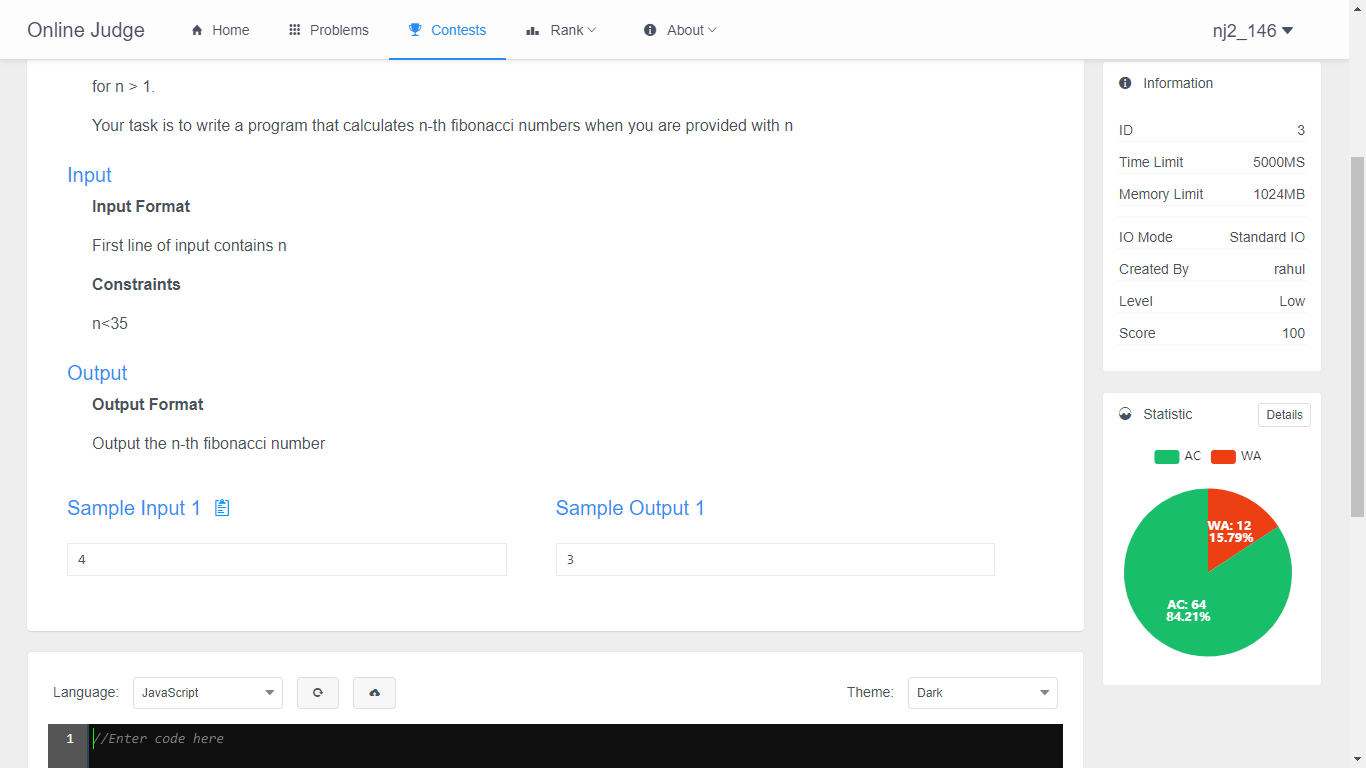 Online Judge
Home
Problems
Contests
Rank
About
nj2_146
for n > 1.
Your task is to write a program that calculates n-th fibonacci numbers when you are provided with n
Input
Input Format
First line of input contains n
Constraints
n<35
Output
Output Format
Output the n-th fibonacci number
Sample Input 1
Sample Output 1
4
3
Language:
JavaScript
Theme:
Dark
1
//Enter code here
Information
ID 3
Time Limit 5000MS
Memory Limit 1024MB
IO Mode Standard IO
Created By rahul
Level Low
Score 100
Statistic
Details
AC
WA
WA: 12
15.79%
AC: 64
84.21%